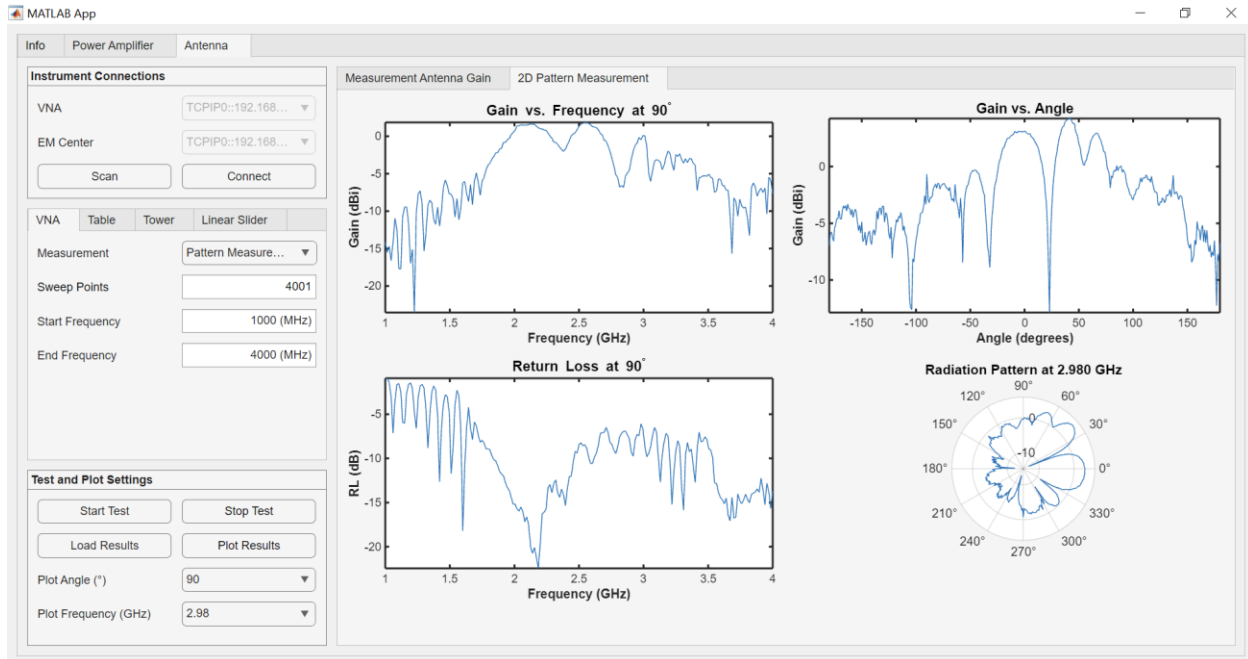 MATLAB App
Info Power Amplifier Antenna
Instrument Connections
VNA TCPIP0::192.168...
EM Center TCPIP0::192.168...
Scan Connect
VNA Table Tower Linear Slider
Measurement Pattern Measure...
Sweep Points 4001
Start Frequency 1000 (MHz)
End Frequency 4000 (MHz)
Test and Plot Settings
Start Test Stop Test
Load Results Plot Results
Plot Angle (°) 90
Plot Frequency (GHz) 2.98
Measurement Antenna Gain 2D Pattern Measurement
Gain vs. Frequency at 90°
Gain (dBi)
0
-5
-10
-15
-20
1 1.5 2 2.5 3 3.5 4
Frequency (GHz)
Gain vs. Angle
Gain (dBi)
0
-5
-10
-150 -100 -50 0 50 100 150
Angle (degrees)
Return Loss at 90°
RL (dB)
-5
-10
-15
-20
1 1.5 2 2.5 3 3.5 4
Frequency (GHz)
Radiation Pattern at 2.980 GHz
90°
120° 60°
0
150° 30°
-10
180° 0°
210° 330°
240° 300°
270°